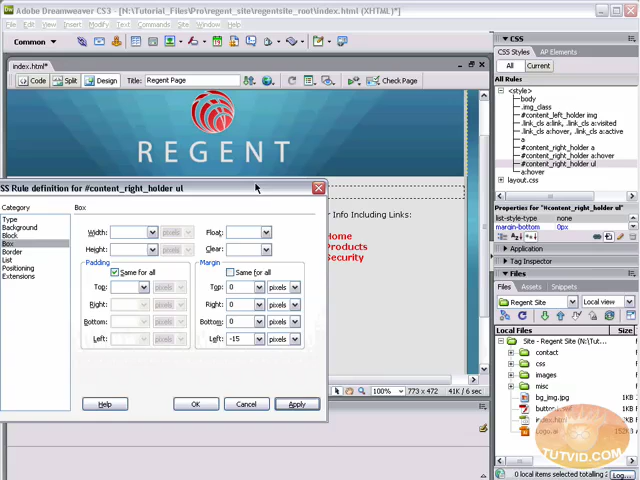 Adobe Dreamweaver CS3 - [N:\Tutorial_Files\Pro\regent_site\regentsite_root/index.html (XHTML)*]
File Edit View Insert Modify Text Commands Site Window Help
Common
index.html*
Code Split Design Title: Regent Page Check Page
REGENT
CSS Rule definition for #content_right_holder ul
Category Box
Type
Background
Block
Box
Border
List
Positioning
Extensions
Width: pixels Float:
Height: pixels Clear:
Padding Margin
Same for all Same for all
Top: pixels Top: 0 pixels
Right: pixels Right: 0 pixels
Bottom: pixels Bottom: 0 pixels
Left: pixels Left: -15 pixels
Help OK Cancel Apply
r Info Including Links:
Home
Products
Security
100% 773 x 472 41K / 6 sec
CSS
CSS Styles AP Elements
All Current
All Rules
<style>
body
.img_class
#content_left_holder img
.link_cls a:link, .link_cls a:visited
.link_cls a:hover, .link_cls a:active
a
#content_right_holder a
#content_right_holder a:hover
#content_right_holder ul
a:hover
layout.css
Properties for "#content_right_holder ul"
list-style-type none
margin-bottom 0px
Application
Tag Inspector
Files
Files Assets Snippets
Regent Site Local view
Local Files Size
Site - Regent Site (N:\Tut
contact
css
images
misc
bg_img.jpg 1K
TUTVID.COM
0 local items selected totalling Log...